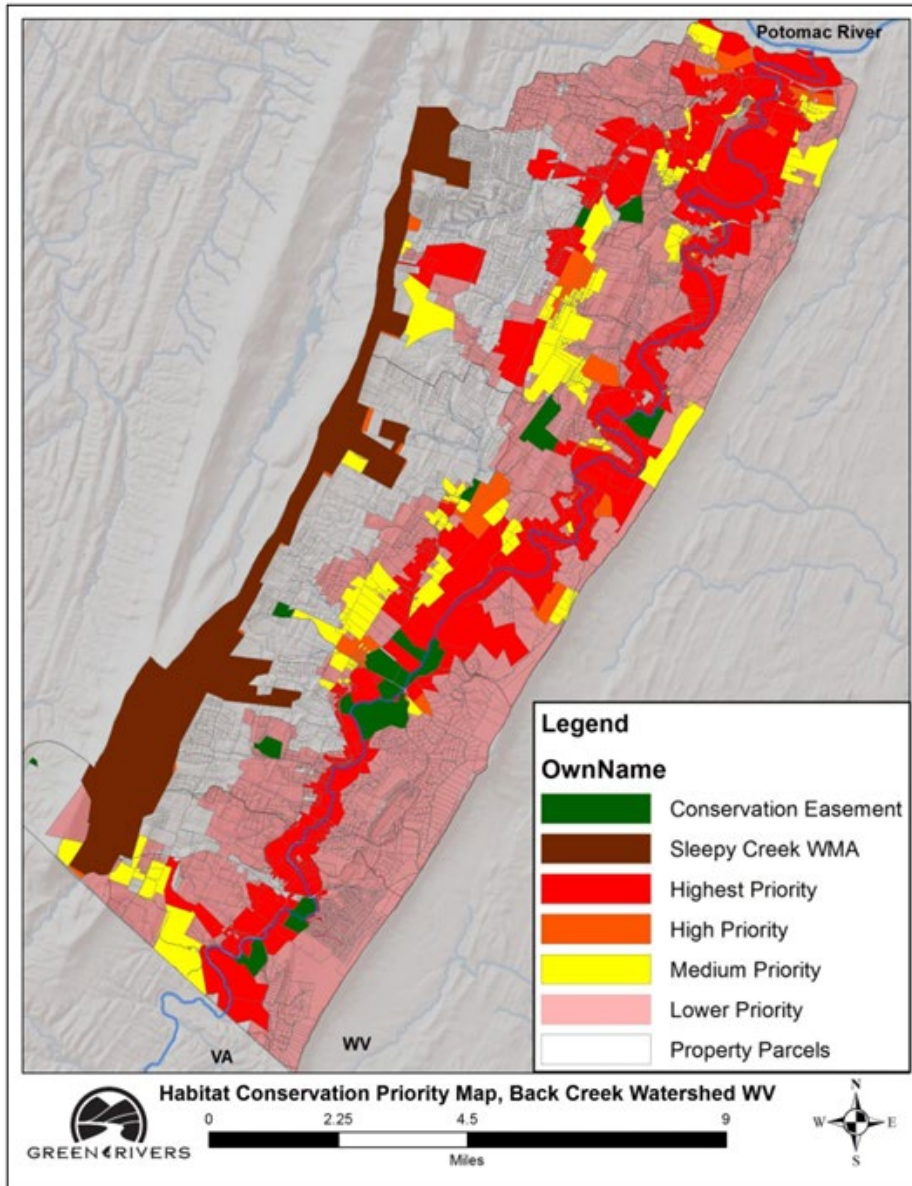 Potomac River
Legend
OwnName
Conservation Easement
Sleepy Creek WMA
Highest Priority
High Priority
Medium Priority
Lower Priority
Property Parcels
VA
WV
Habitat Conservation Priority Map, Back Creek Watershed WV
0 2.25 4.5 9
Miles
GREEN RIVERS
N
W E
S